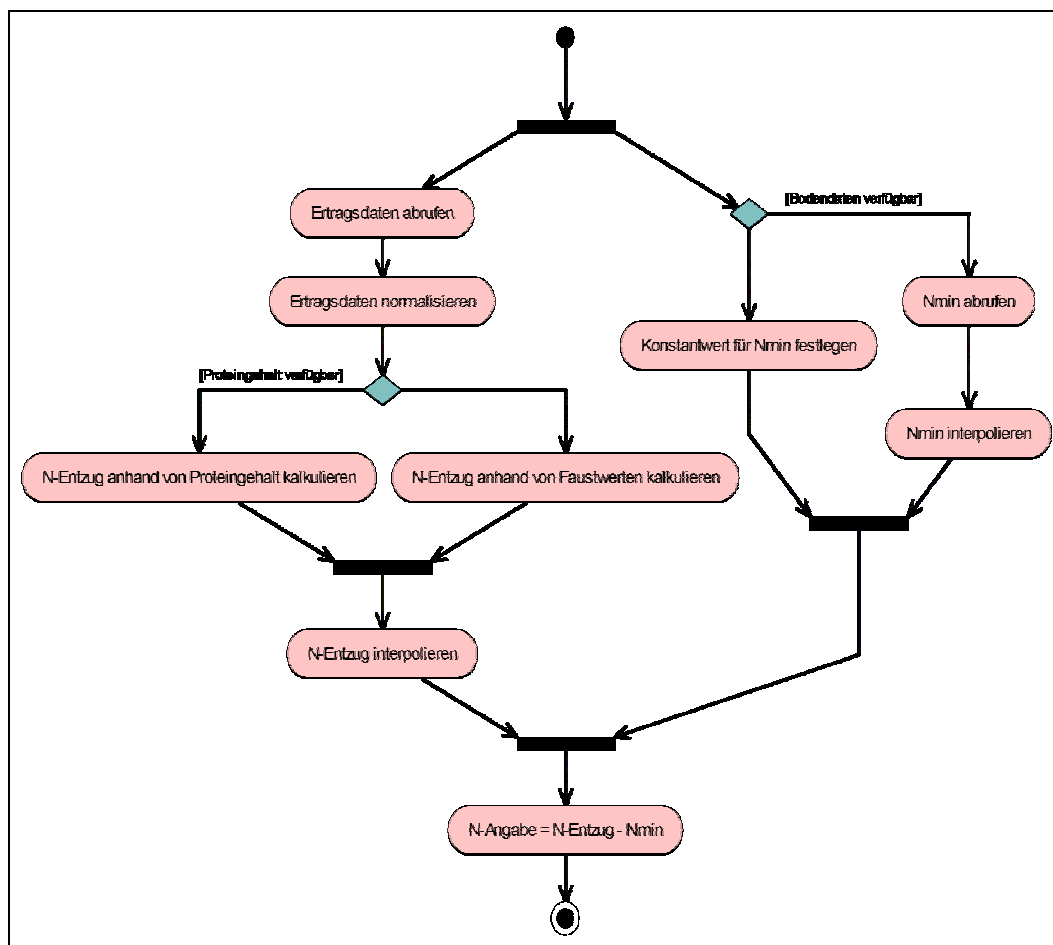 [Bodendaten verfügbar]
Ertragsdaten abrufen
Ertragsdaten normalisieren
Nmin abrufen
Konstantwert für Nmin festlegen
[Proteingehalt verfügbar]
Nmin interpolieren
N-Entzug anhand von Proteingehalt kalkulieren
N-Entzug anhand von Faustwerten kalkulieren
N-Entzug interpolieren
N-Angabe = N-Entzug - Nmin